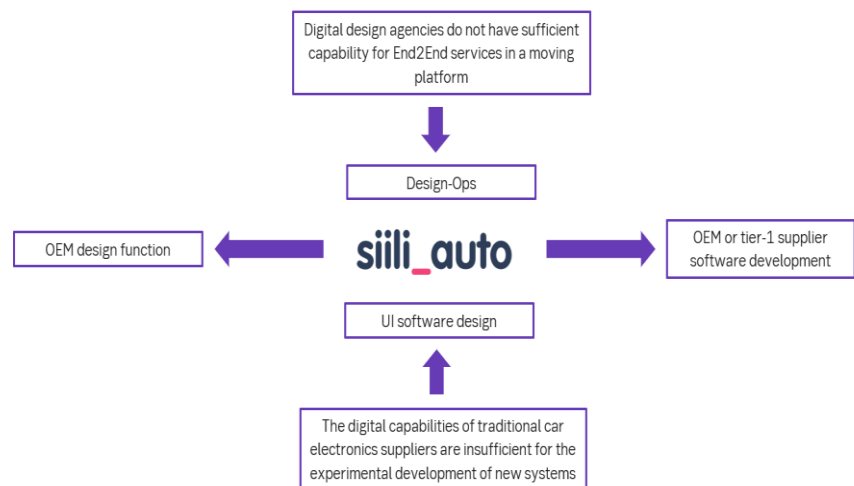 Digital design agencies do not have sufficient
capability for End2End services in a moving
platform
Design-Ops
OEM design function
siili_auto
OEM or tier-1 supplier
software development
UI software design
The digital capabilities of traditional car
electronics suppliers are insufficient for the
experimental development of new systems